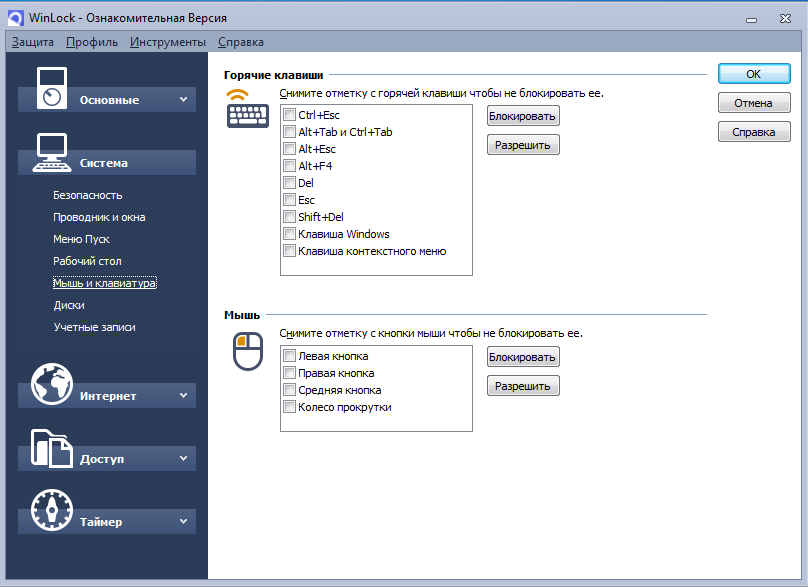 WinLock - Ознакомительная Версия
Защита Профиль Инструменты Справка
Основные
Система
Безопасность
Проводник и окна
Меню Пуск
Рабочий стол
Мышь и клавиатура
Диски
Учетные записи
Интернет
Доступ
Таймер
Горячие клавиши
Снимите отметку с горячей клавиши чтобы не блокировать ее.
Ctrl+Esc
Alt+Tab и Ctrl+Tab
Alt+Esc
Alt+F4
Del
Esc
Shift+Del
Клавиша Windows
Клавиша контекстного меню
Блокировать
Разрешить
Мышь
Снимите отметку с кнопки мыши чтобы не блокировать ее.
Левая кнопка
Правая кнопка
Средняя кнопка
Колесо прокрутки
Блокировать
Разрешить
OK
Отмена
Справка